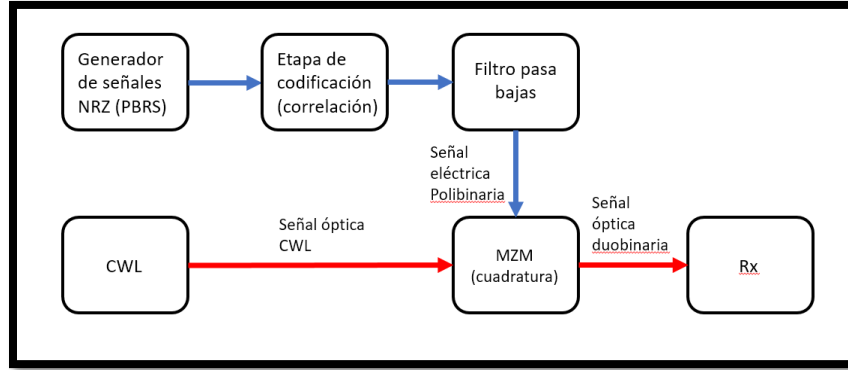 Generador
de señales
NRZ (PBRS)
Etapa de
codificación
(correlación)
Filtro pasa
bajas
Señal
eléctrica
Polibinaria
Señal óptica
CWL
Señal
óptica
duobinaria
CWL
MZM
(cuadratura)
Rx